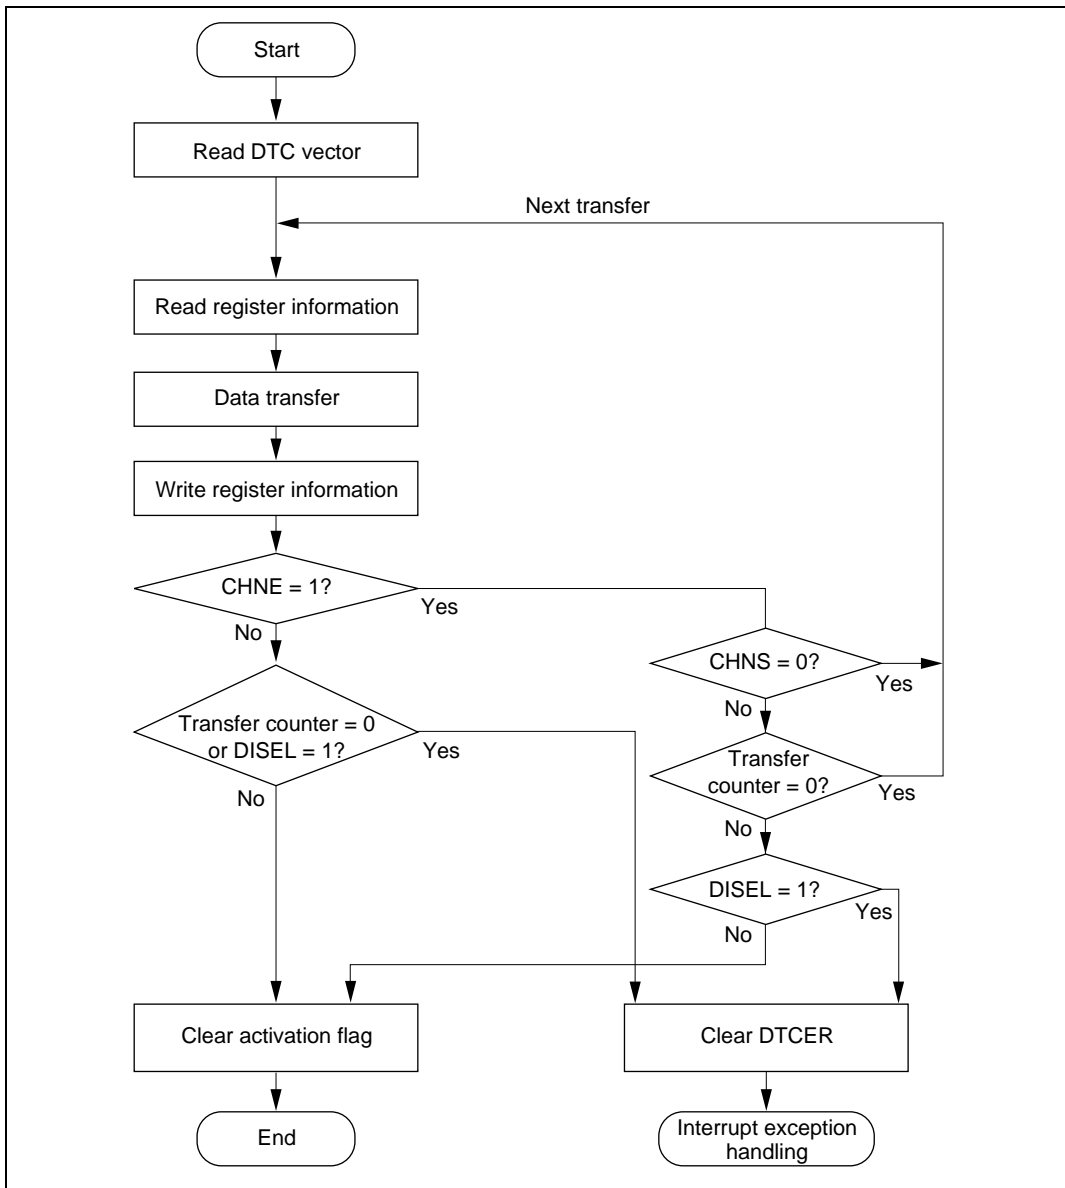 Start
Read DTC vector
Next transfer
Read register information
Data transfer
Write register information
CHNE = 1?
Yes
No
CHNS = 0?
Yes
No
Transfer counter = 0
or DISEL = 1?
Yes
No
Transfer
counter = 0?
Yes
No
DISEL = 1?
Yes
No
Clear activation flag
Clear DTCER
End
Interrupt exception
handling